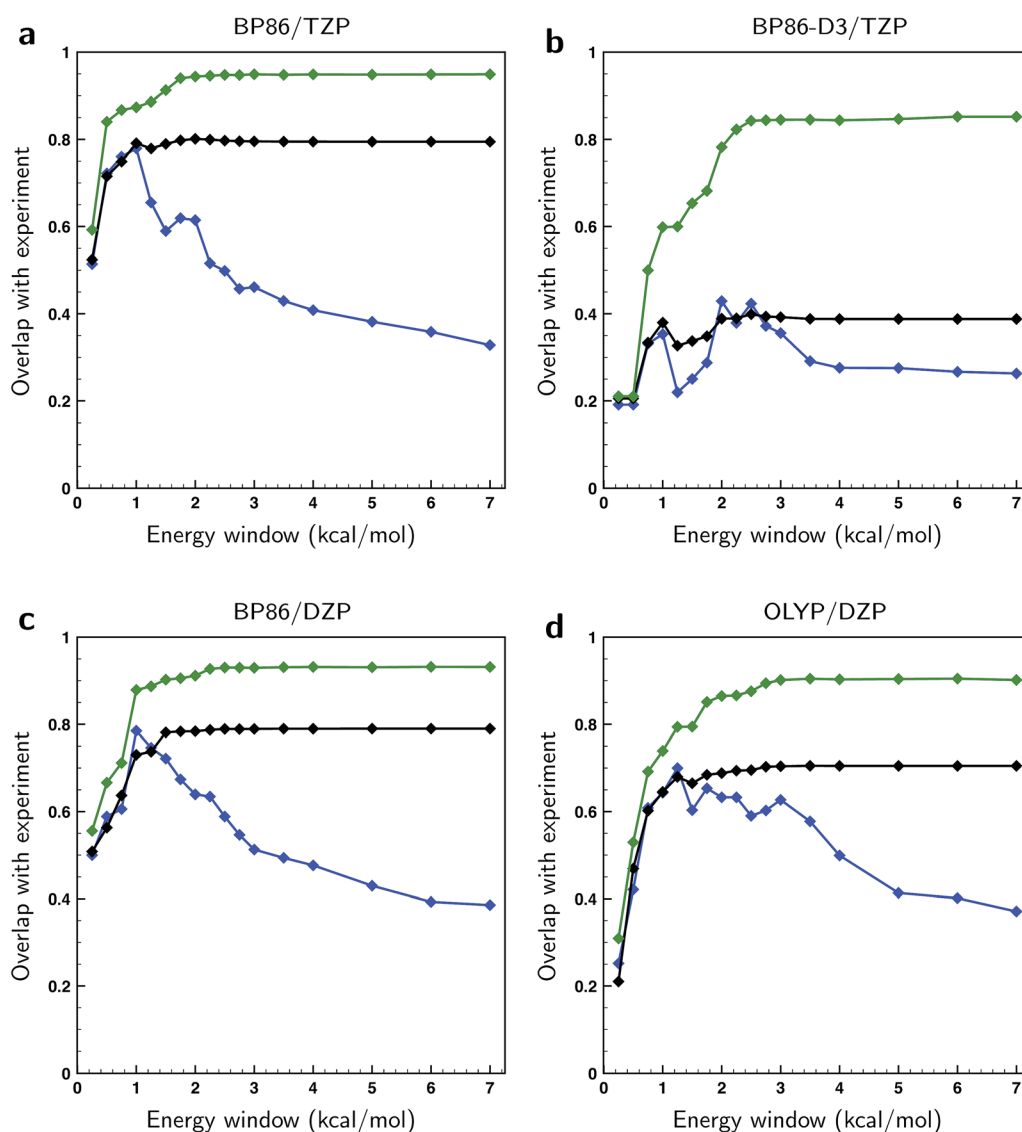 a
BP86/TZP
1
0.8
0.6
0.4
0.2
0
0 1 2 3 4 5 6 7
Overlap with experiment
Energy window (kcal/mol)
b
BP86-D3/TZP
1
0.8
0.6
0.4
0.2
0
0 1 2 3 4 5 6 7
Overlap with experiment
Energy window (kcal/mol)
c
BP86/DZP
1
0.8
0.6
0.4
0.2
0
0 1 2 3 4 5 6 7
Overlap with experiment
Energy window (kcal/mol)
d
OLYP/DZP
1
0.8
0.6
0.4
0.2
0
0 1 2 3 4 5 6 7
Overlap with experiment
Energy window (kcal/mol)